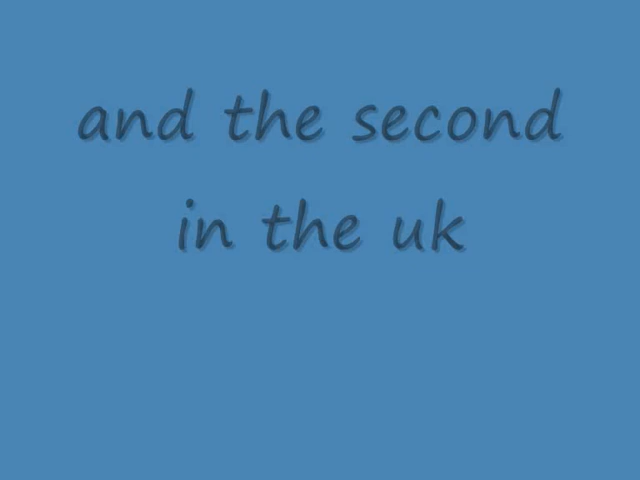 and the second
in the uk